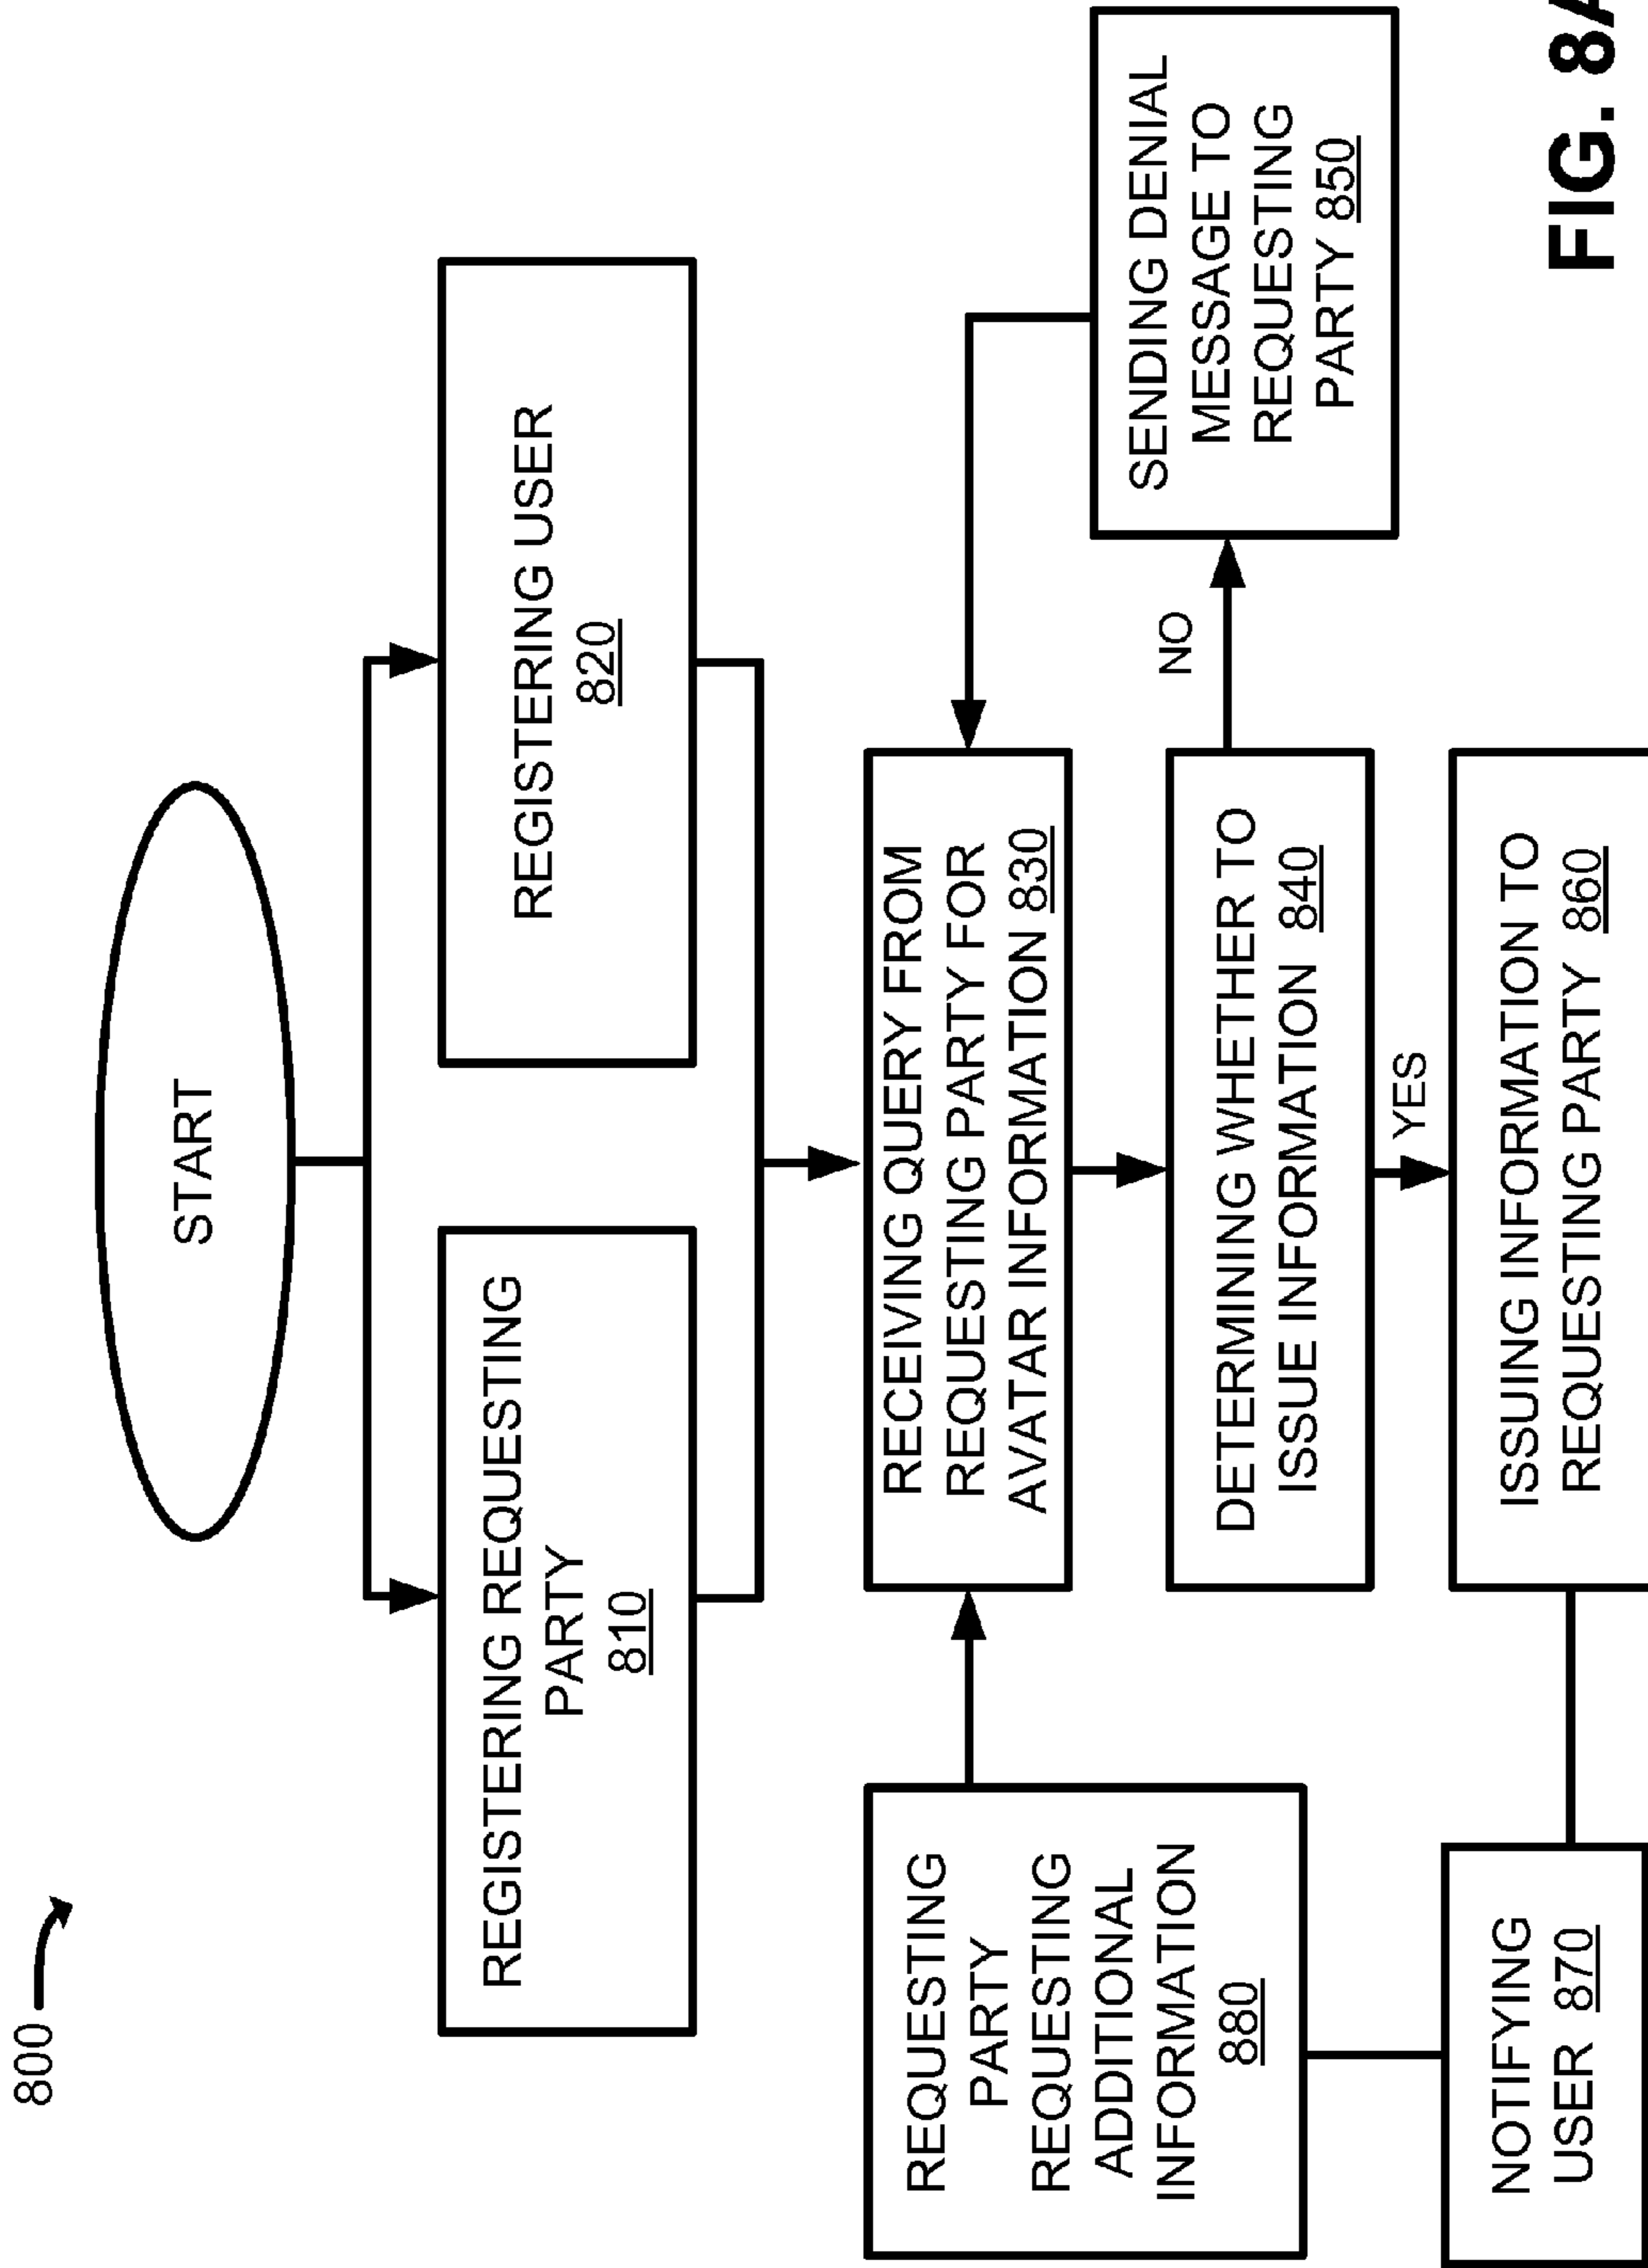 800
START
REGISTERING REQUESTING
PARTY
810
REGISTERING USER
820
RECEIVING QUERY FROM
REQUESTING PARTY FOR
AVATAR INFORMATION 830
DETERMINING WHETHER TO
ISSUE INFORMATION 840
NO
SENDING DENIAL
MESSAGE TO
REQUESTING
PARTY 850
YES
ISSUING INFORMATION TO
REQUESTING PARTY 860
NOTIFYING
USER 870
REQUESTING
PARTY
REQUESTING
ADDITIONAL
INFORMATION
880
FIG. 8A